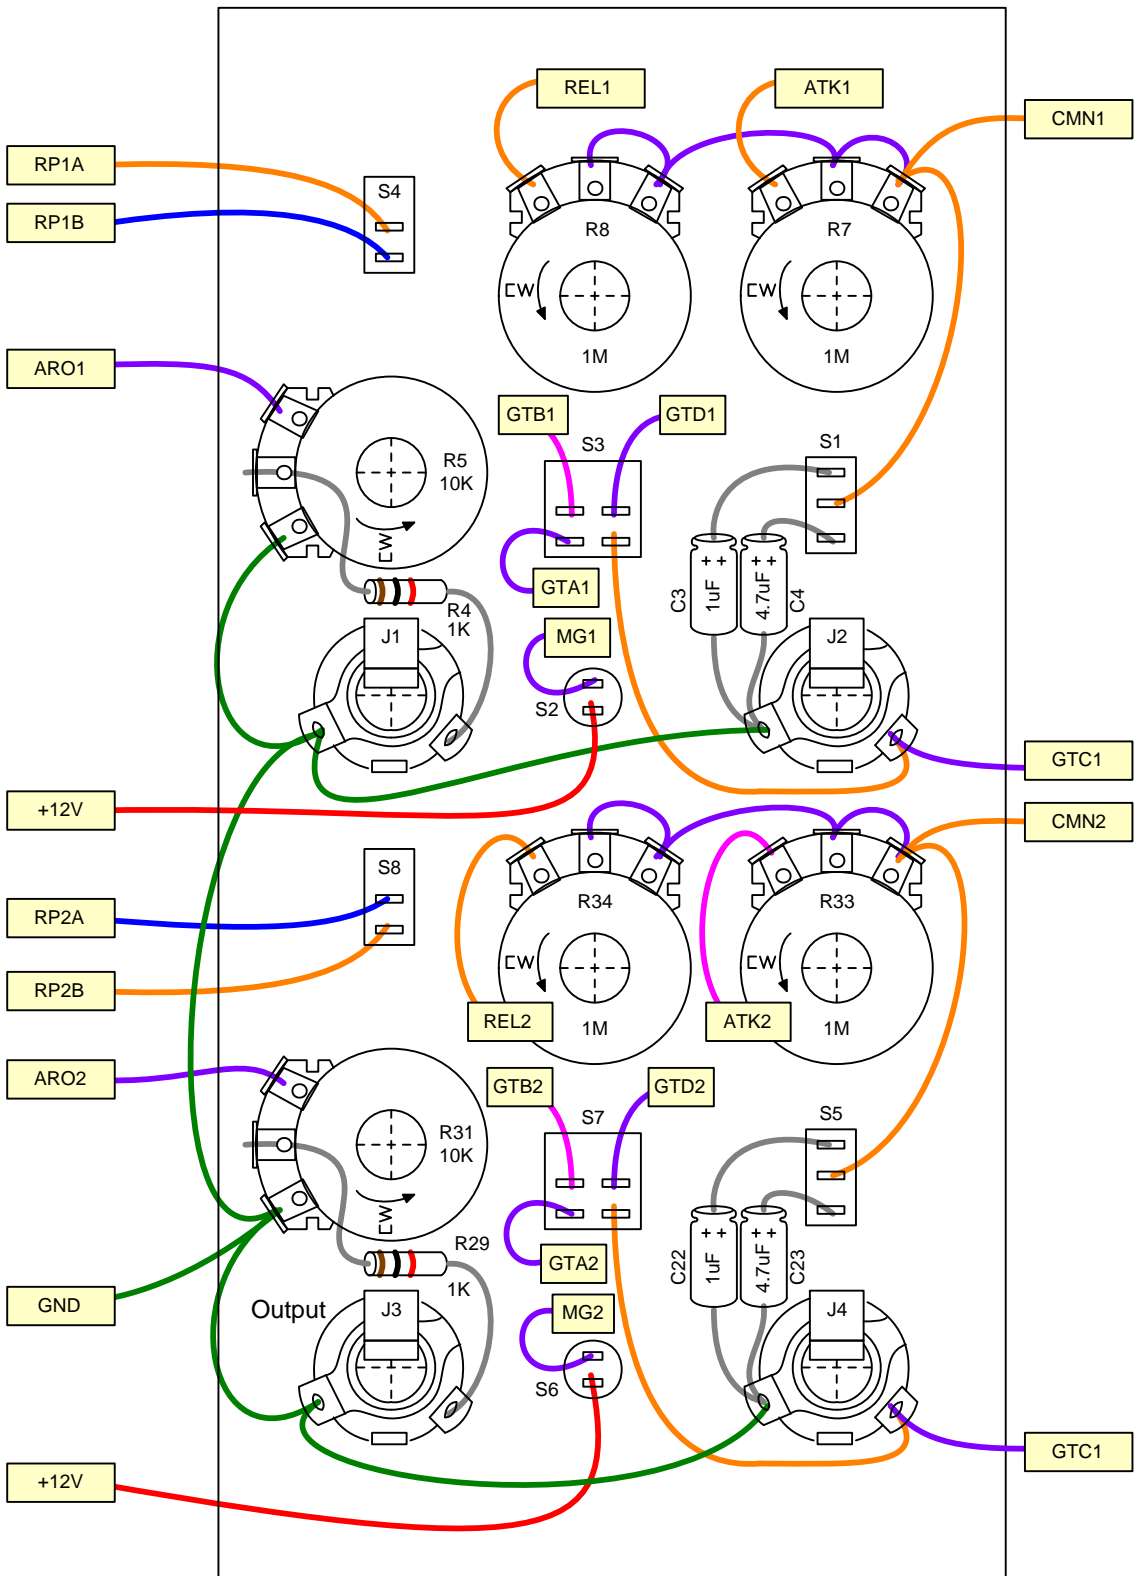 REL1
ATK1
CMN1
RP1A
S4
RP1B
R8
R7
CW
CW
1M
1M
ARO1
GTB1
GTD1
S3
S1
R5
10K
CW
C3
1uF
4.7uF
C4
GTA1
R4
1K
MG1
J1
J2
S2
GTC1
+12V
CMN2
S8
R34
R33
RP2A
CW
CW
RP2B
REL2
ATK2
1M
1M
ARO2
GTB2
GTD2
S7
S5
R31
10K
CW
R29
1K
GTA2
C22
1uF
4.7uF
C23
GND
Output
J3
MG2
J4
S6
GTC1
+12V